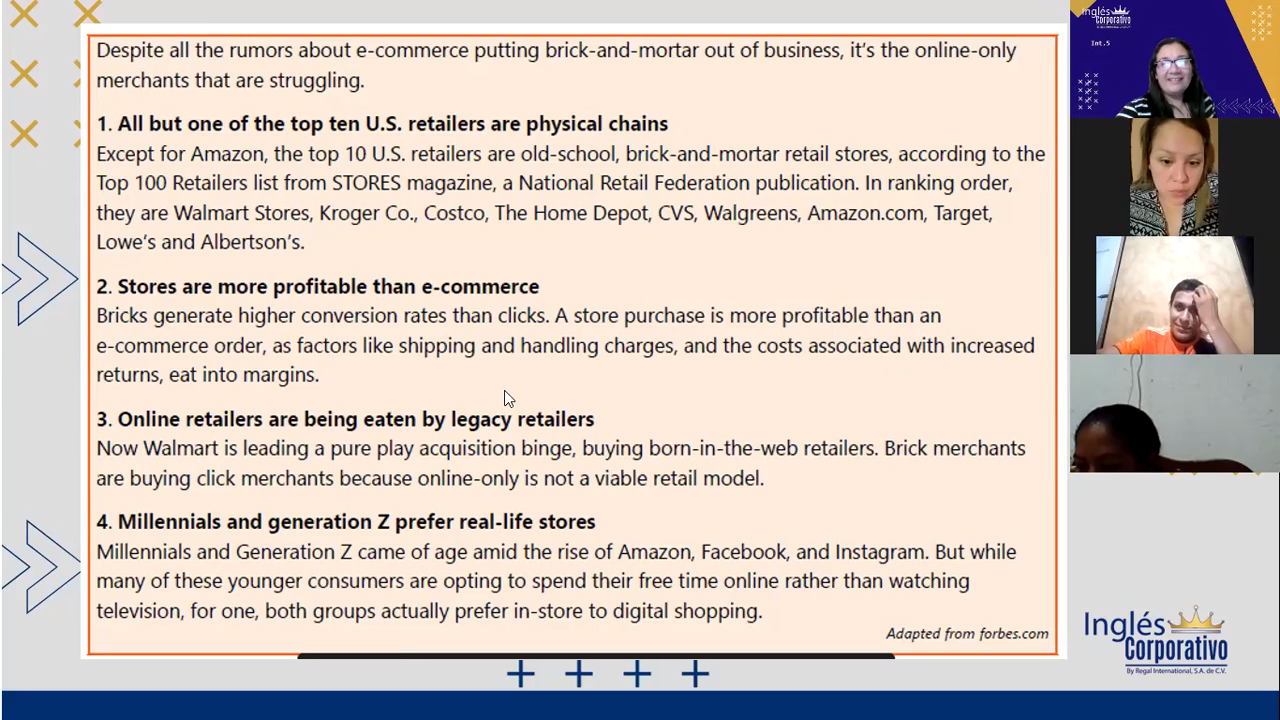 Despite all the rumors about e-commerce putting brick-and-mortar out of business, it's the online-only
merchants that are struggling.
1. All but one of the top ten U.S. retailers are physical chains
Except for Amazon, the top 10 U.S. retailers are old-school, brick-and-mortar retail stores, according to the
Top 100 Retailers list from STORES magazine, a National Retail Federation publication. In ranking order,
they are Walmart Stores, Kroger Co., Costco, The Home Depot, CVS, Walgreens, Amazon.com, Target,
Lowe's and Albertson's.
2. Stores are more profitable than e-commerce
Bricks generate higher conversion rates than clicks. A store purchase is more profitable than an
e-commerce order, as factors like shipping and handling charges, and the costs associated with increased
returns, eat into margins.
3. Online retailers are being eaten by legacy retailers
Now Walmart is leading a pure play acquisition binge, buying born-in-the-web retailers. Brick merchants
are buying click merchants because online-only is not a viable retail model.
4. Millennials and generation Z prefer real-life stores
Millennials and Generation Z came of age amid the rise of Amazon, Facebook, and Instagram. But while
many of these younger consumers are opting to spend their free time online rather than watching
television, for one, both groups actually prefer in-store to digital shopping.
Adapted from forbes.com
Inglés
Corporativo
Int.5
Inglés
Corporativo
By Regal International, S.A. de C.V.